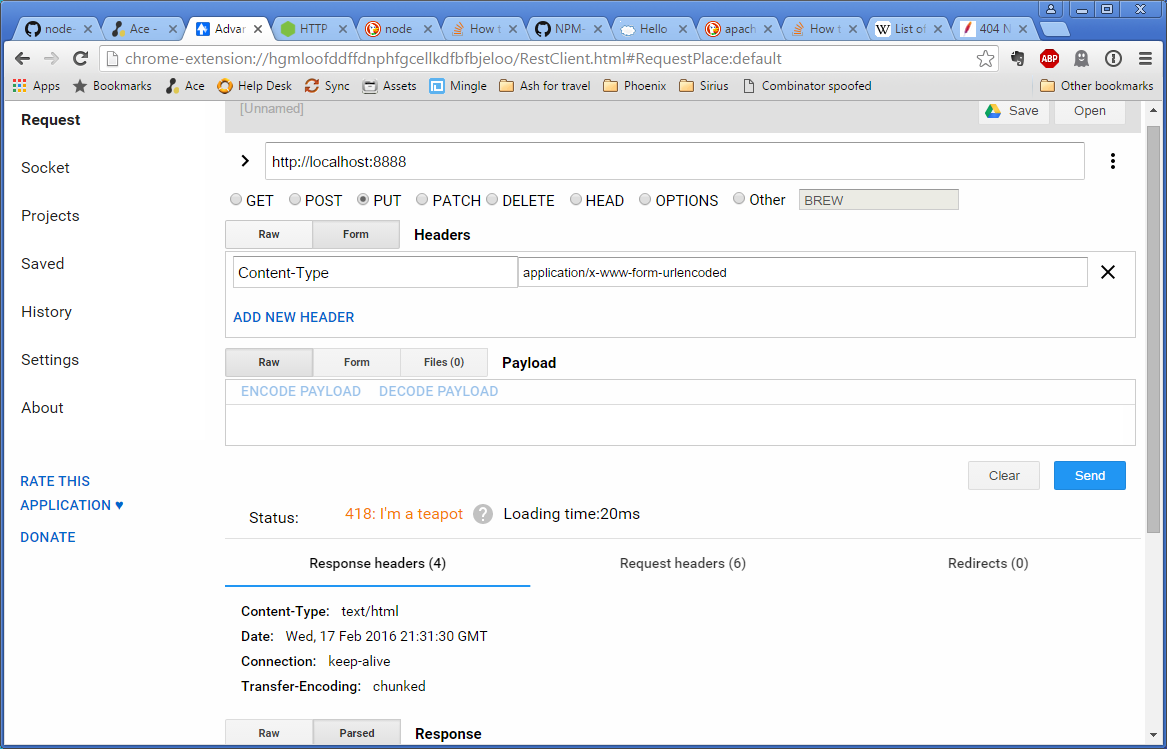 node- Ace - Advar HTTP node How t NPM- Hello apach How t List of 404 N
chrome-extension://hgmloofddffdnphfgcellkdfbfbjeloo/RestClient.html#RequestPlace:default ABP
Apps Bookmarks Ace Help Desk Sync Assets Mingle Ash for travel Phoenix Sirius Combinator spoofed Other bookmarks
Request [Unnamed] Save Open
Socket
http://localhost:8888
Projects
GET POST PUT PATCH DELETE HEAD OPTIONS Other BREW
Raw Form Headers
Saved
Content-Type application/x-www-form-urlencoded
History
ADD NEW HEADER
Settings
Raw Form Files (0) Payload
ENCODE PAYLOAD DECODE PAYLOAD
About
Clear Send
RATE THIS
APPLICATION ♥
Status: 418: I'm a teapot ? Loading time:20ms
DONATE
Response headers (4) Request headers (6) Redirects (0)
Content-Type: text/html
Date: Wed, 17 Feb 2016 21:31:30 GMT
Connection: keep-alive
Transfer-Encoding: chunked
Raw Parsed Response